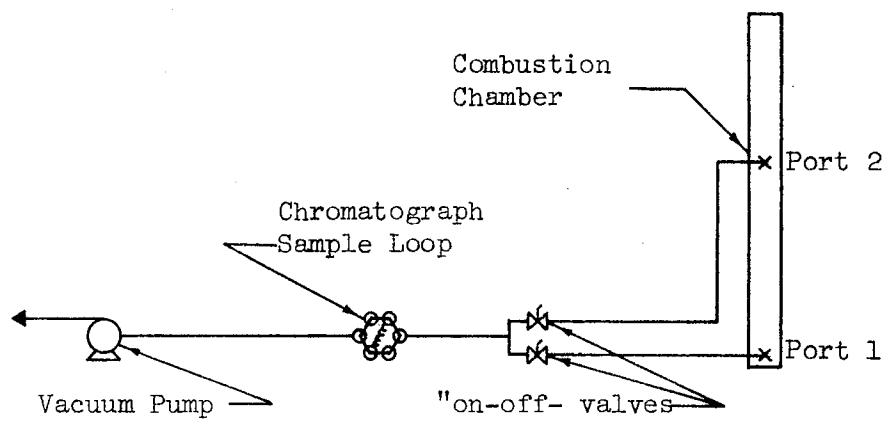 Combustion
Chamber
Port 2
Chromatograph
Sample Loop
Port 1
Vacuum Pump
"on-off- valves